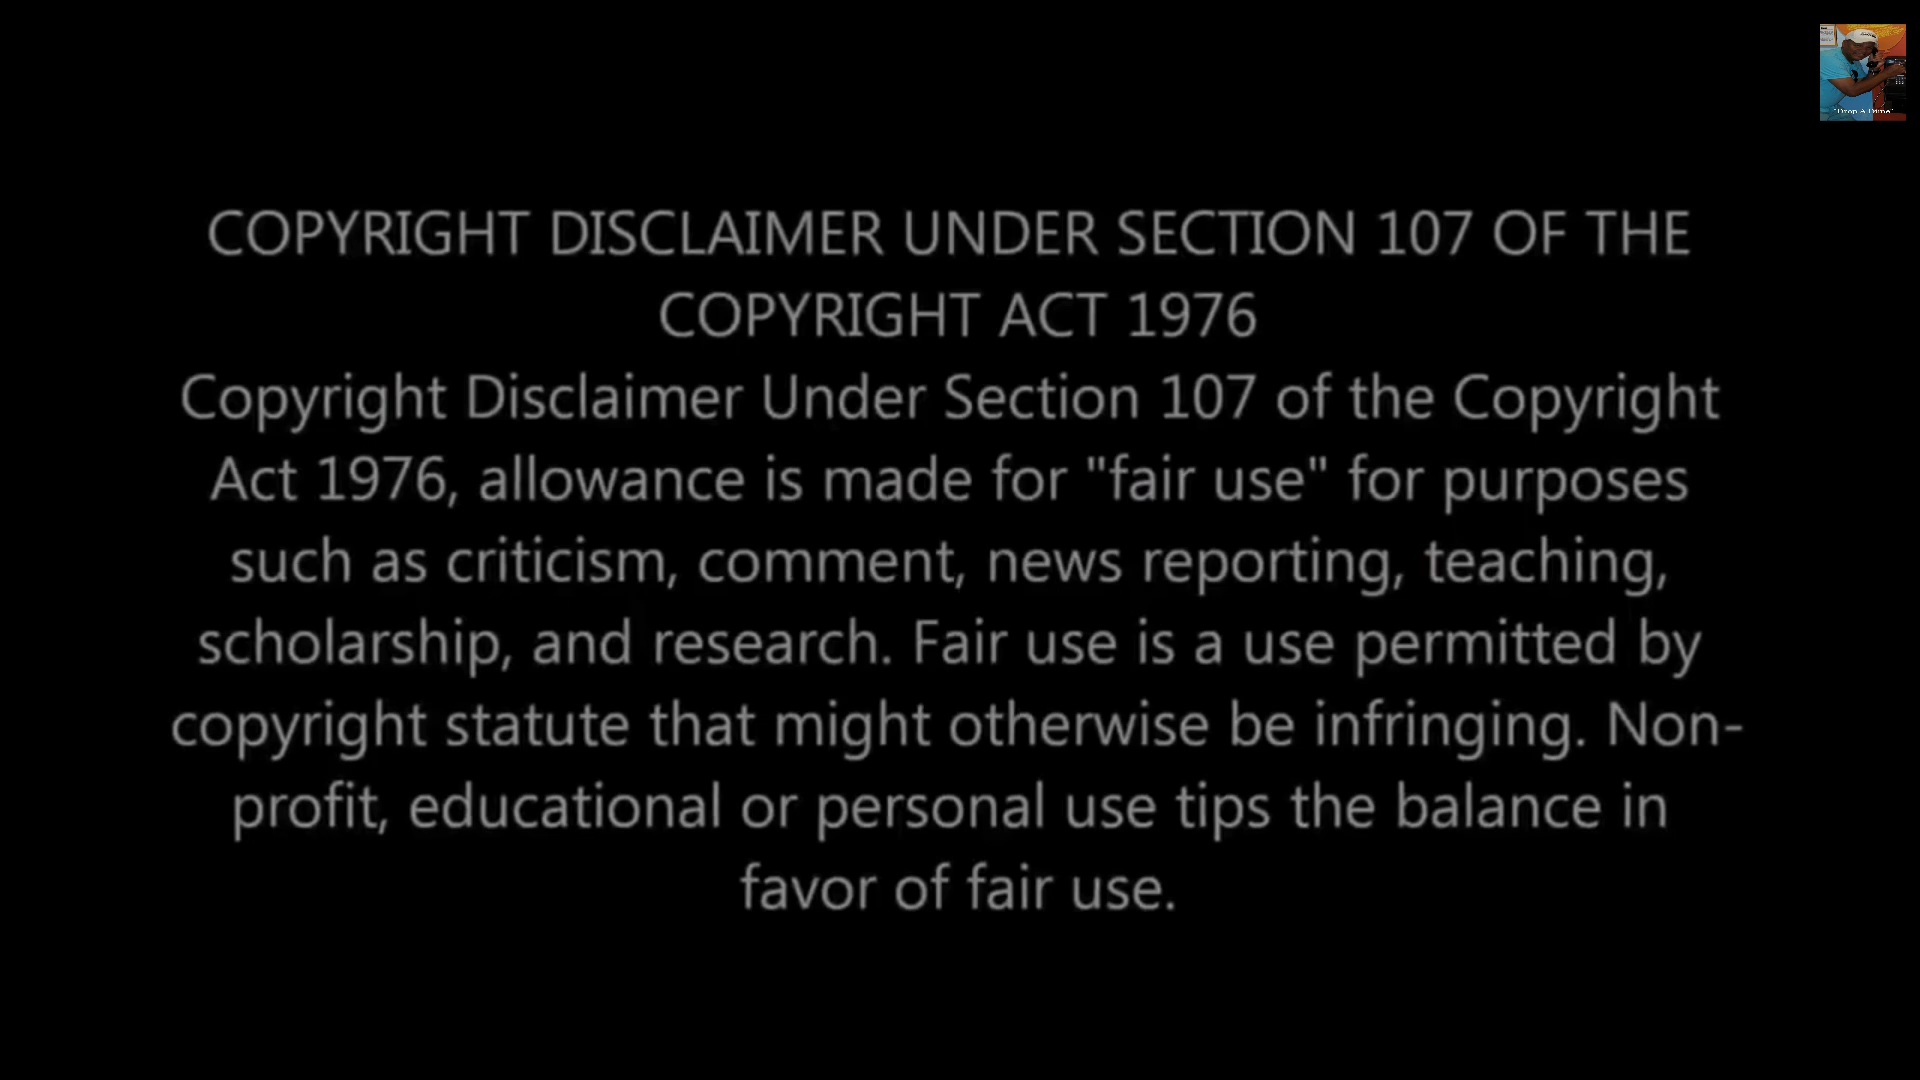 "Drop A Dime"
COPYRIGHT DISCLAIMER UNDER SECTION 107 OF THE
COPYRIGHT ACT 1976
Copyright Disclaimer Under Section 107 of the Copyright
Act 1976, allowance is made for "fair use" for purposes
such as criticism, comment, news reporting, teaching,
scholarship, and research. Fair use is a use permitted by
copyright statute that might otherwise be infringing. Non-
profit, educational or personal use tips the balance in
favor of fair use.